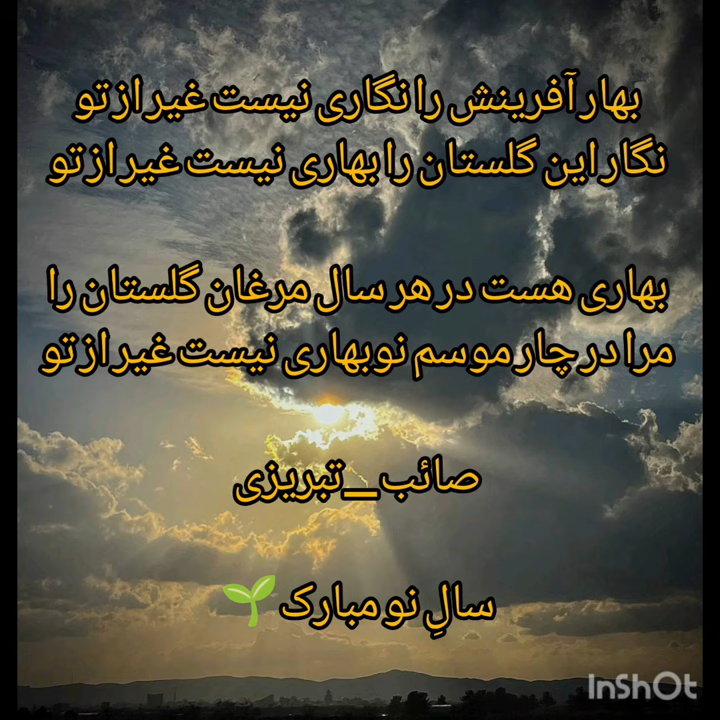 بهار آفرینش را نگاری نیست غیر از تو
نگار این گلستان را بهاری نیست غیر از تو
بهاری هست در هر سال مرغان گلستان را
مرا در چار موسم نوبهاری نیست غیر از تو
صائب_تبریزی
سالِ نو مبارک 🌱
InShOt